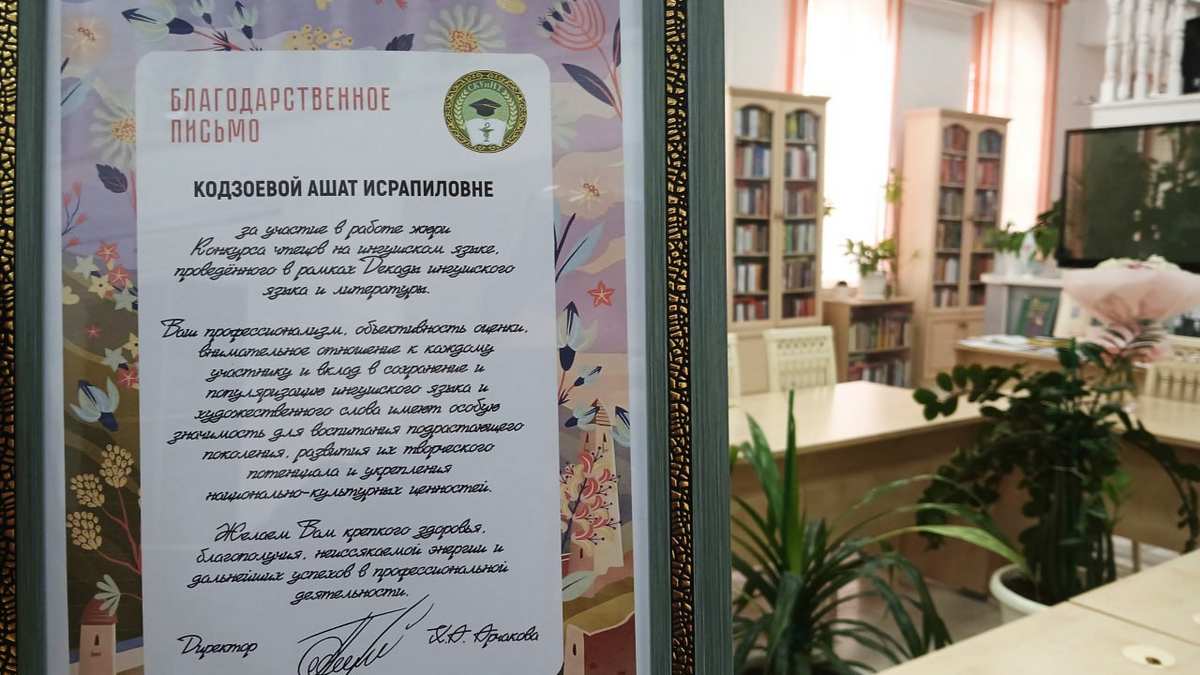 БЛАГОДАРСТВЕННОЕ
ПИСЬМО
КОДЗОЕВОЙ АШАТ ИСРАПИЛОВНЕ
за участие в работе жюри
Конкурса чтецов на ингушском языке,
проведённого в рамках Декады ингушского
языка и литературы.
Ваш профессионализм, объективность оценки,
внимательное отношение к каждому
участнику и вклад в сохранение и
популяризацию ингушского языка и
художественного слова имеют особую
значимость для воспитания подрастающего
поколения, развития их творческого
потенциала и укрепления
национально-культурных ценностей.
Желаем Вам крепкого здоровья,
благополучия, неиссякаемой энергии и
дальнейших успехов в профессиональной
деятельности.
Директор
Х.А. Арчакова